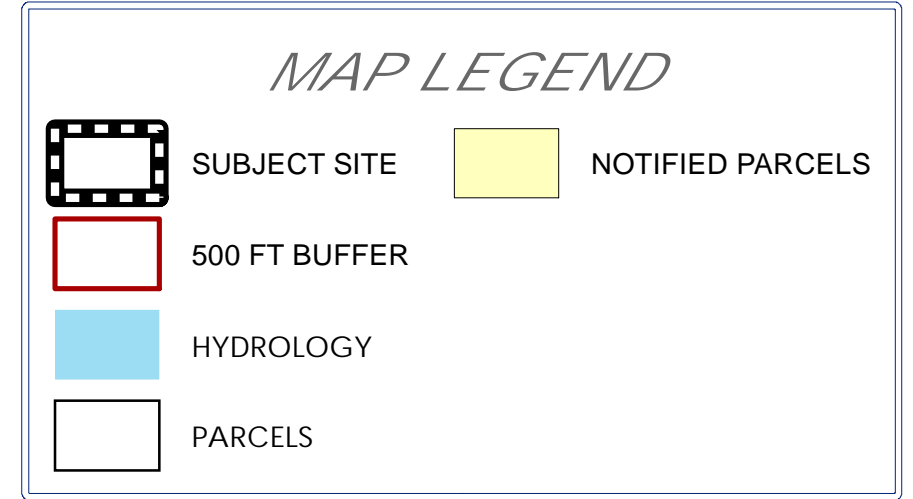 MAP LEGEND
SUBJECT SITE
NOTIFIED PARCELS
500 FT BUFFER
HYDROLOGY
PARCELS